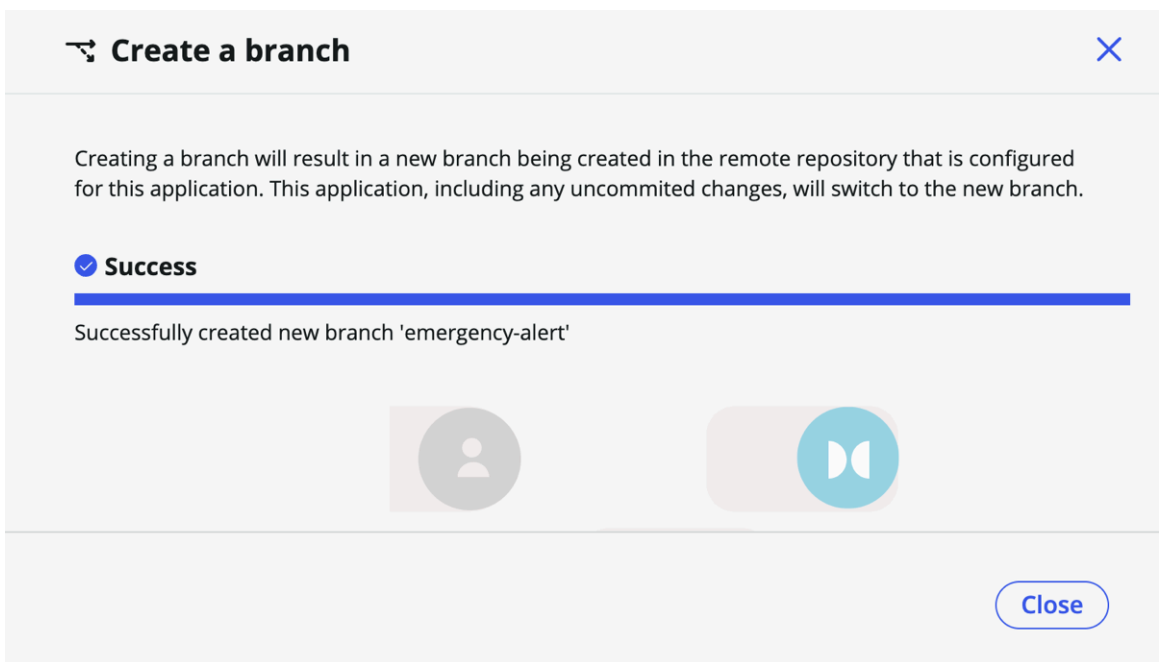 Create a branch
Creating a branch will result in a new branch being created in the remote repository that is configured
for this application. This application, including any uncommited changes, will switch to the new branch.
Success
Successfully created new branch 'emergency-alert'
Close